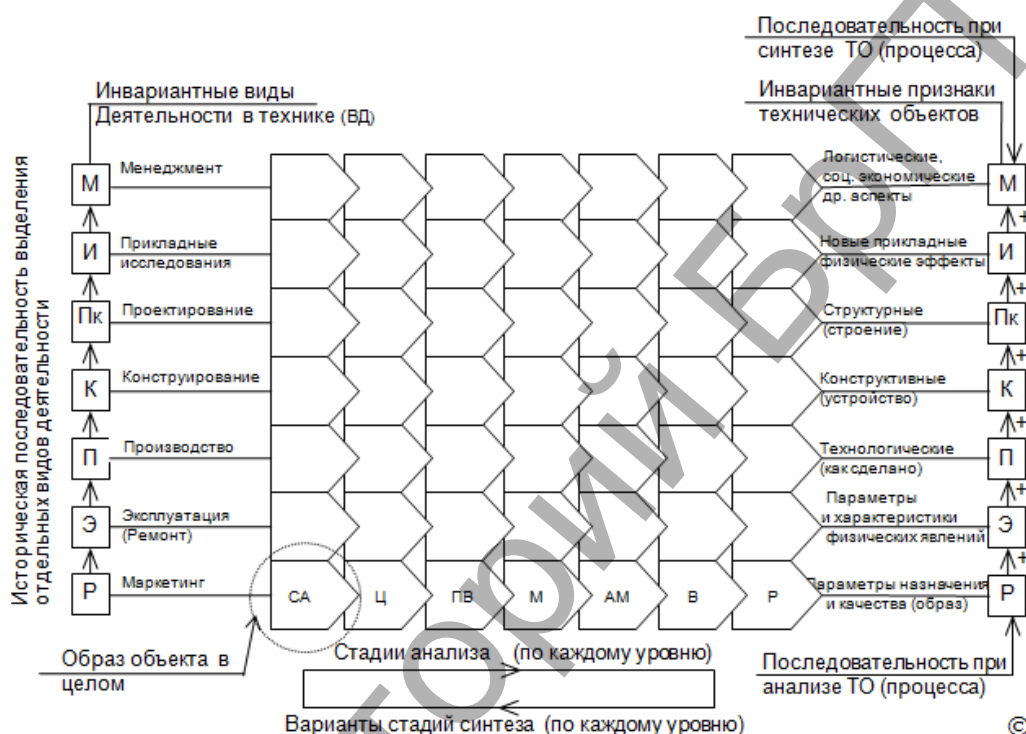 Последовательность при
синтезе ТО (процесса)
Инвариантные виды
Деятельности в технике (ВД)
Инвариантные признаки
технических объектов
Историческая последовательность выделения
отдельных видов деятельности
М
Менеджмент
Логистические,
соц. экономические
др. аспекты
М
+
И
Прикладные
исследования
Новые прикладные
физические эффекты
И
+
Пк
Проектирование
Структурные
(строение)
Пк
+
К
Конструирование
Конструктивные
(устройство)
К
+
П
Производство
Технологические
(как сделано)
П
+
Э
Эксплуатация
(Ремонт)
Параметры
и характеристики
физических явлений
Э
+
Р
Маркетинг
СА
Ц
ПВ
М
АМ
В
Р
Параметры назначения
и качества (образ)
Р
Образ объекта в
целом
Стадии анализа (по каждому уровню)
Варианты стадий синтеза (по каждому уровню)
Последовательность при
анализе ТО (процесса)
©